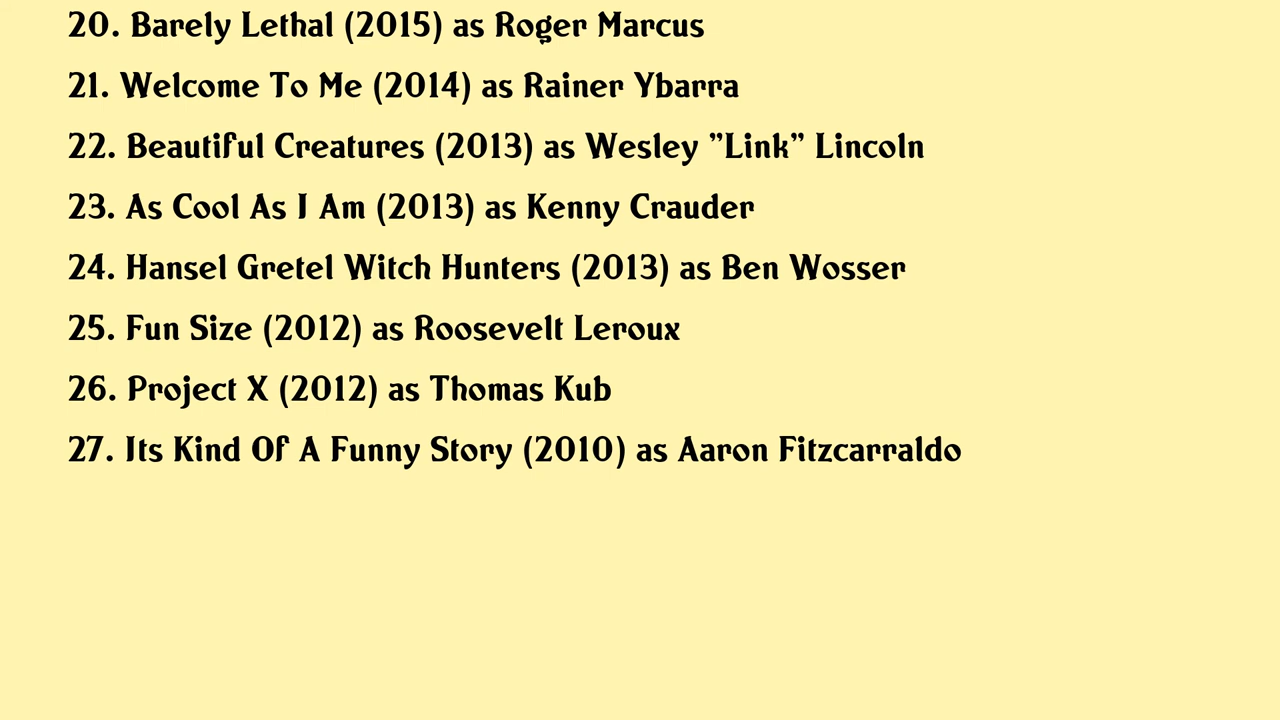 20. Barely Lethal (2015) as Roger Marcus
21. Welcome To Me (2014) as Rainer Ybarra
22. Beautiful Creatures (2013) as Wesley ”Link” Lincoln
23. As Cool As I Am (2013) as Kenny Crauder
24. Hansel Gretel Witch Hunters (2013) as Ben Wosser
25. Fun Size (2012) as Roosevelt Leroux
26. Project X (2012) as Thomas Kub
27. Its Kind Of A Funny Story (2010) as Aaron Fitzcarraldo